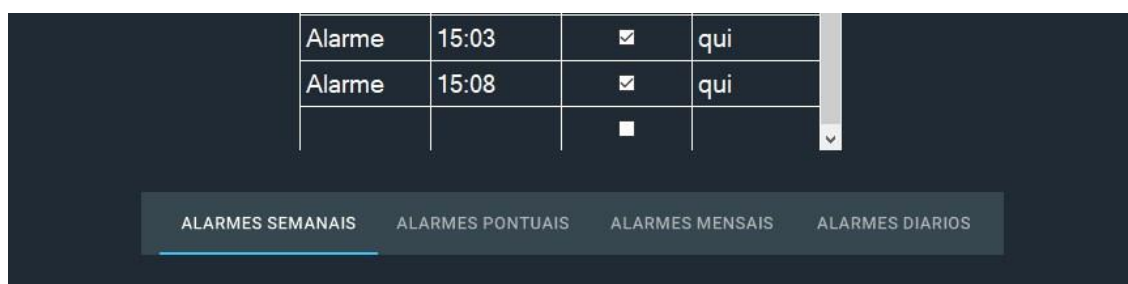 Alarme 15:03 qui
Alarme 15:08 qui
ALARMES SEMANAIS ALARMES PONTUAIS ALARMES MENSAIS ALARMES DIARIOS